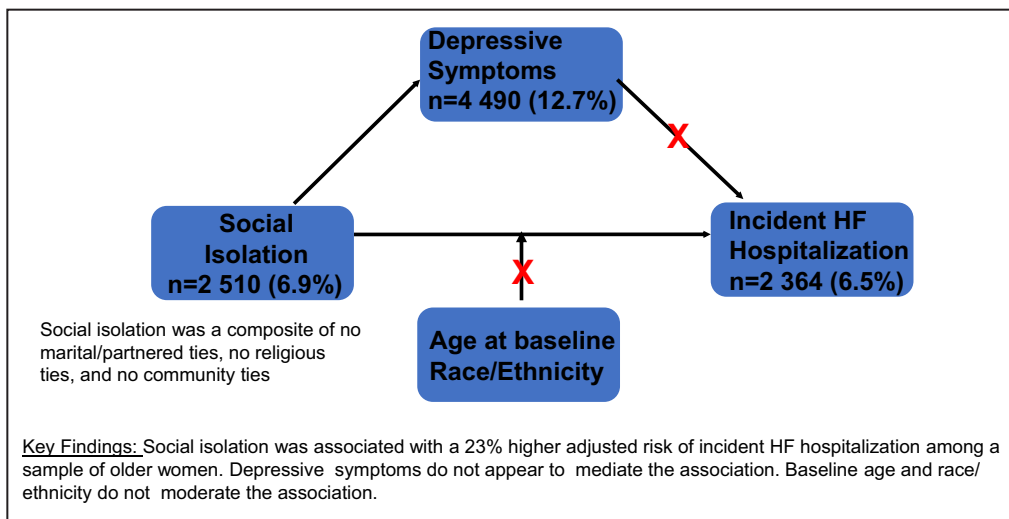 Depressive
Symptoms
n=4 490 (12.7%)
X
Social
Isolation
n=2 510 (6.9%)
Incident HF
Hospitalization
n=2 364 (6.5%)
X
Age at baseline
Race/Ethnicity
Social isolation was a composite of no
marital/partnered ties, no religious
ties, and no community ties
Key Findings: Social isolation was associated with a 23% higher adjusted risk of incident HF hospitalization among a
sample of older women. Depressive symptoms do not appear to mediate the association. Baseline age and race/
ethnicity do not moderate the association.